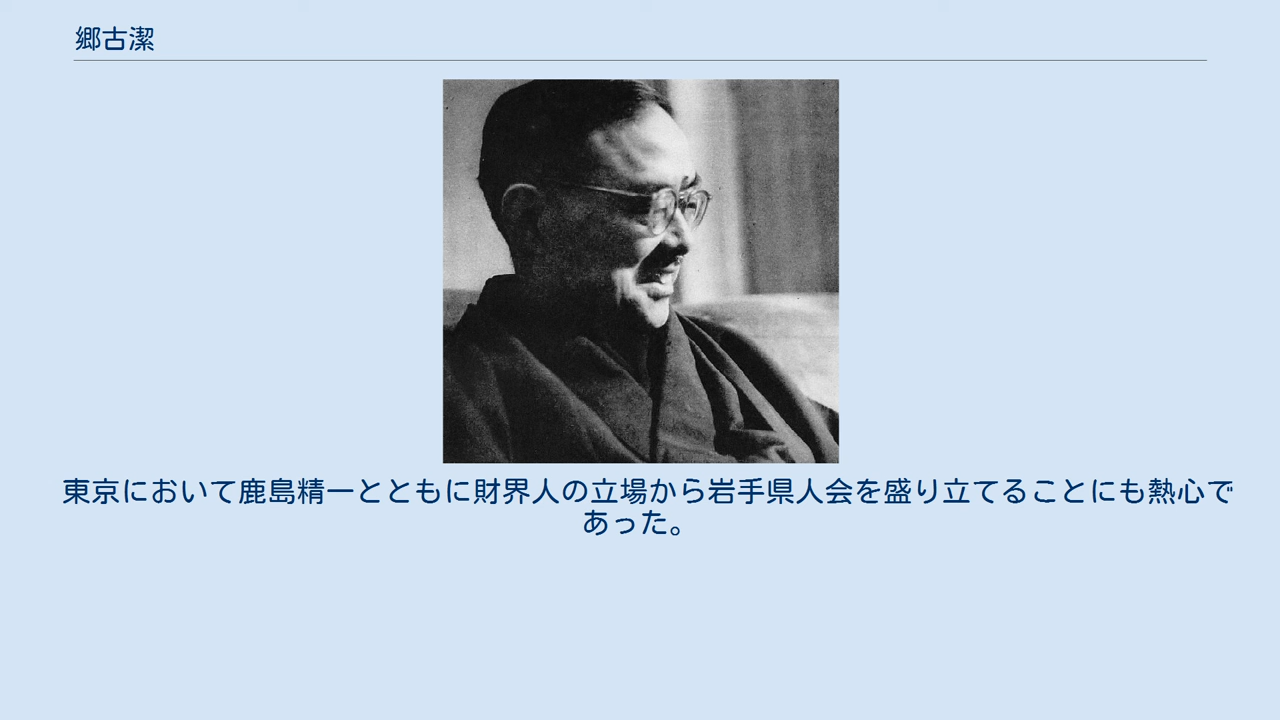 郷古潔
東京において鹿島精一とともに財界人の立場から岩手県人会を盛り立てることにも熱心で
あった。